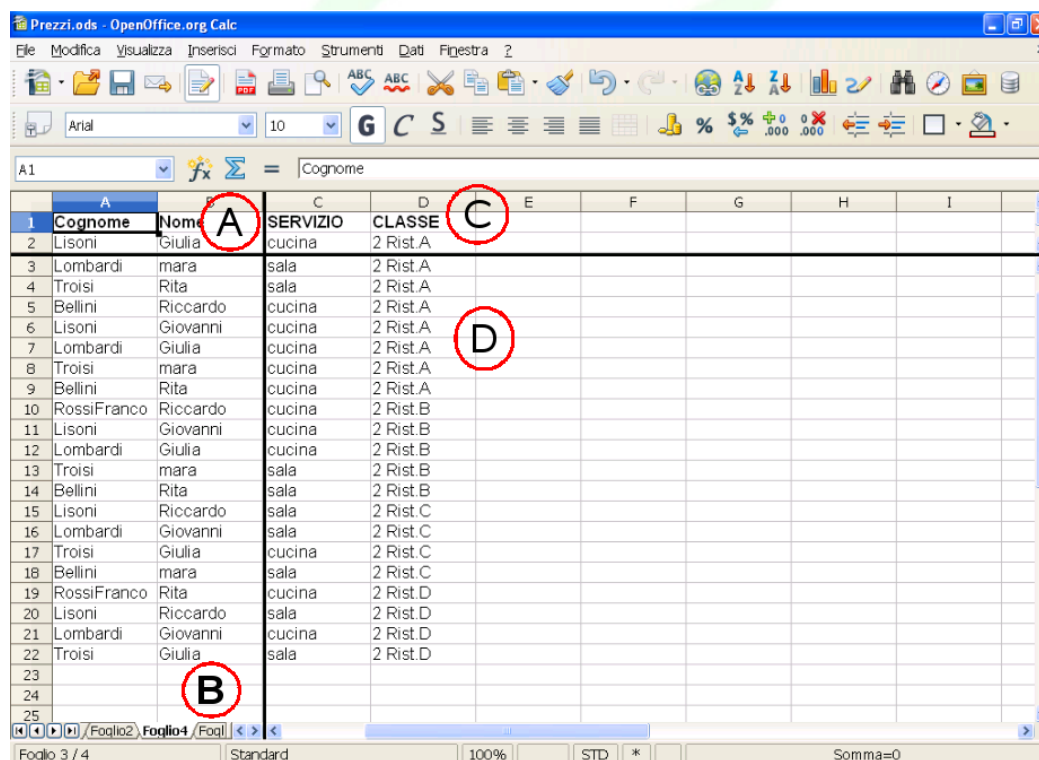 Prezzi.ods - OpenOffice.org Calc
File Modifica Visualizza Inserisci Formato Strumenti Dati Finestra ?
Arial 10 G C S % $% .000 .000
A1 = Cognome
A C D E F G H I
1 Cognome Nome SERVIZIO CLASSE
A C
2 Lisoni Giulia cucina 2 Rist.A
3 Lombardi mara sala 2 Rist.A
4 Troisi Rita sala 2 Rist.A
5 Bellini Riccardo cucina 2 Rist.A
6 Lisoni Giovanni cucina 2 Rist.A
D
7 Lombardi Giulia cucina 2 Rist.A
8 Troisi mara cucina 2 Rist.A
9 Bellini Rita cucina 2 Rist.A
10 RossiFranco Riccardo cucina 2 Rist.B
11 Lisoni Giovanni cucina 2 Rist.B
12 Lombardi Giulia cucina 2 Rist.B
13 Troisi mara sala 2 Rist.B
14 Bellini Rita sala 2 Rist.B
15 Lisoni Riccardo sala 2 Rist.C
16 Lombardi Giovanni sala 2 Rist.C
17 Troisi Giulia cucina 2 Rist.C
18 Bellini mara sala 2 Rist.C
19 RossiFranco Rita cucina 2 Rist.D
20 Lisoni Riccardo sala 2 Rist.D
21 Lombardi Giovanni cucina 2 Rist.D
22 Troisi Giulia sala 2 Rist.D
23
24
B
25
Foglio2 Foglio4 Fogl
Foglio 3 / 4 Standard 100% STD * Somma=0